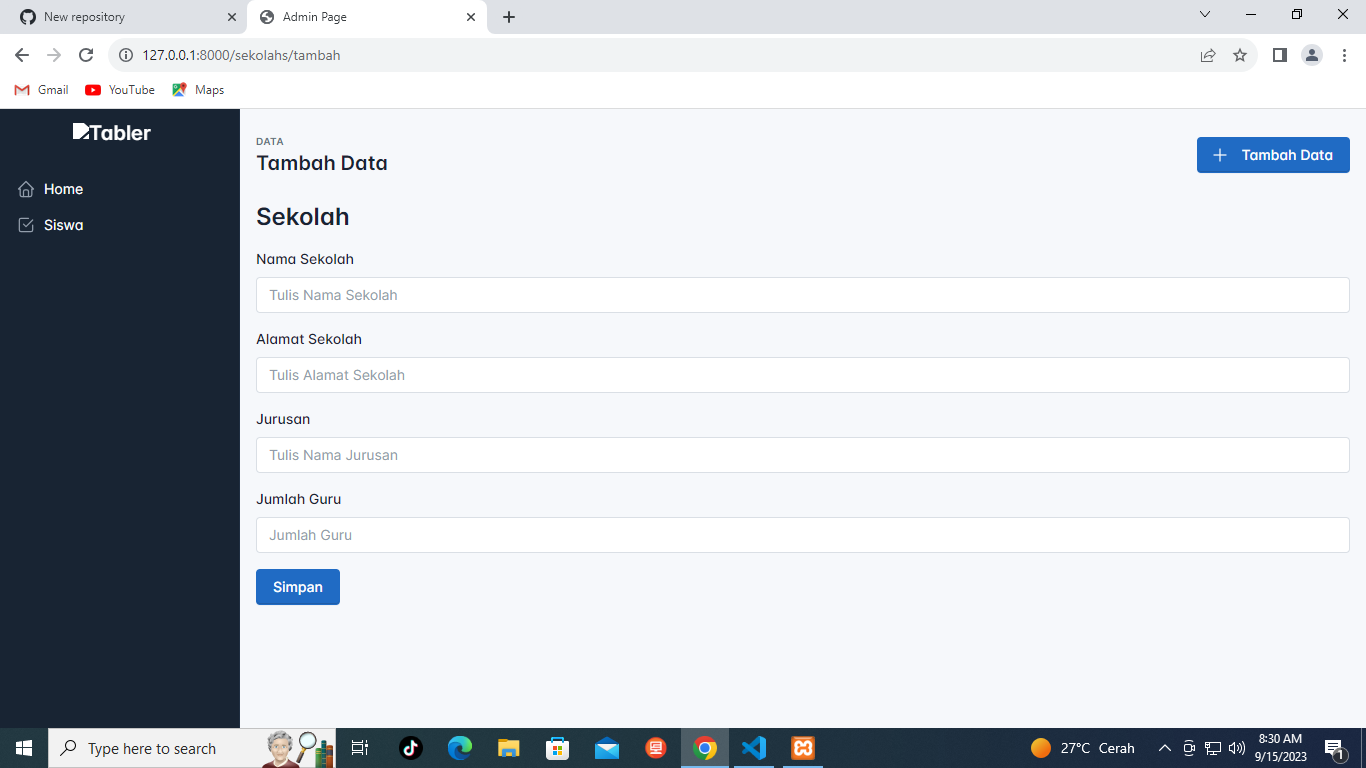 New repository
Admin Page
127.0.0.1:8000/sekolahs/tambah
Gmail YouTube Maps
Tabler
Home
Siswa
DATA
Tambah Data
Tambah Data
Sekolah
Nama Sekolah
Tulis Nama Sekolah
Alamat Sekolah
Tulis Alamat Sekolah
Jurusan
Tulis Nama Jurusan
Jumlah Guru
Jumlah Guru
Simpan
Type here to search
27°C Cerah
8:30 AM
9/15/2023
1